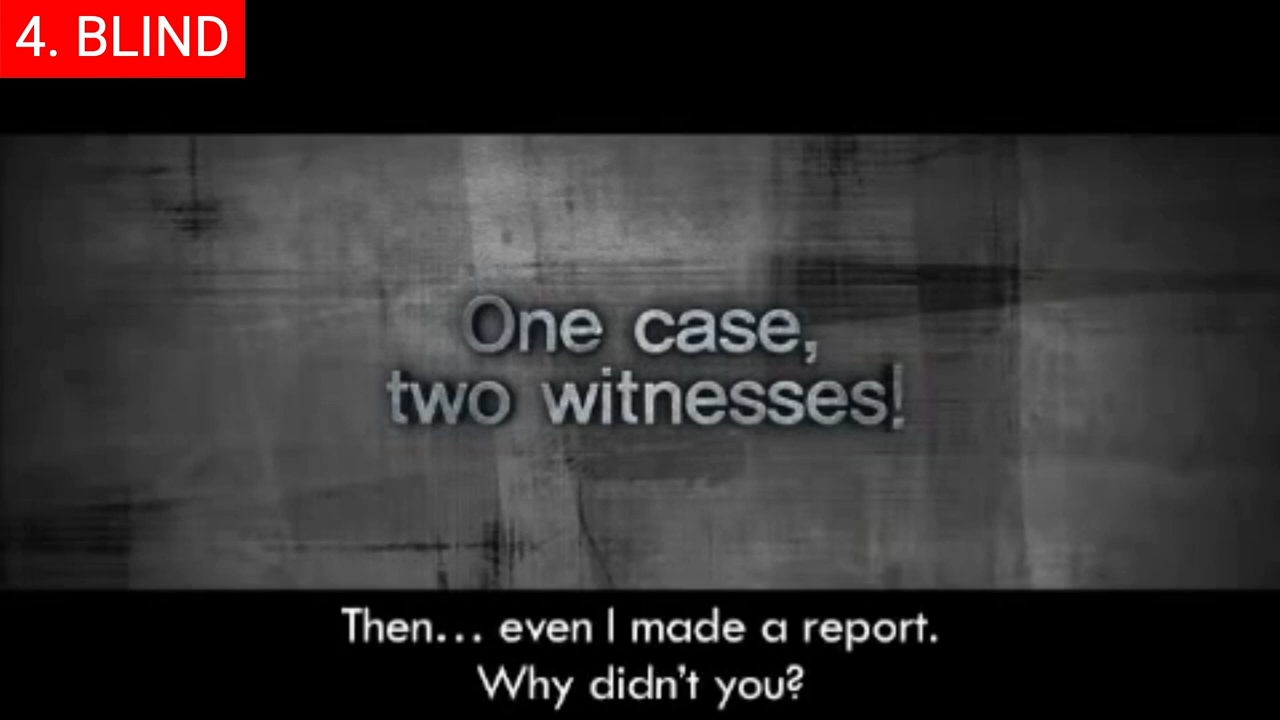 4. BLIND
One case,
two witnesses!
Then... even I made a report.
Why didn't you?